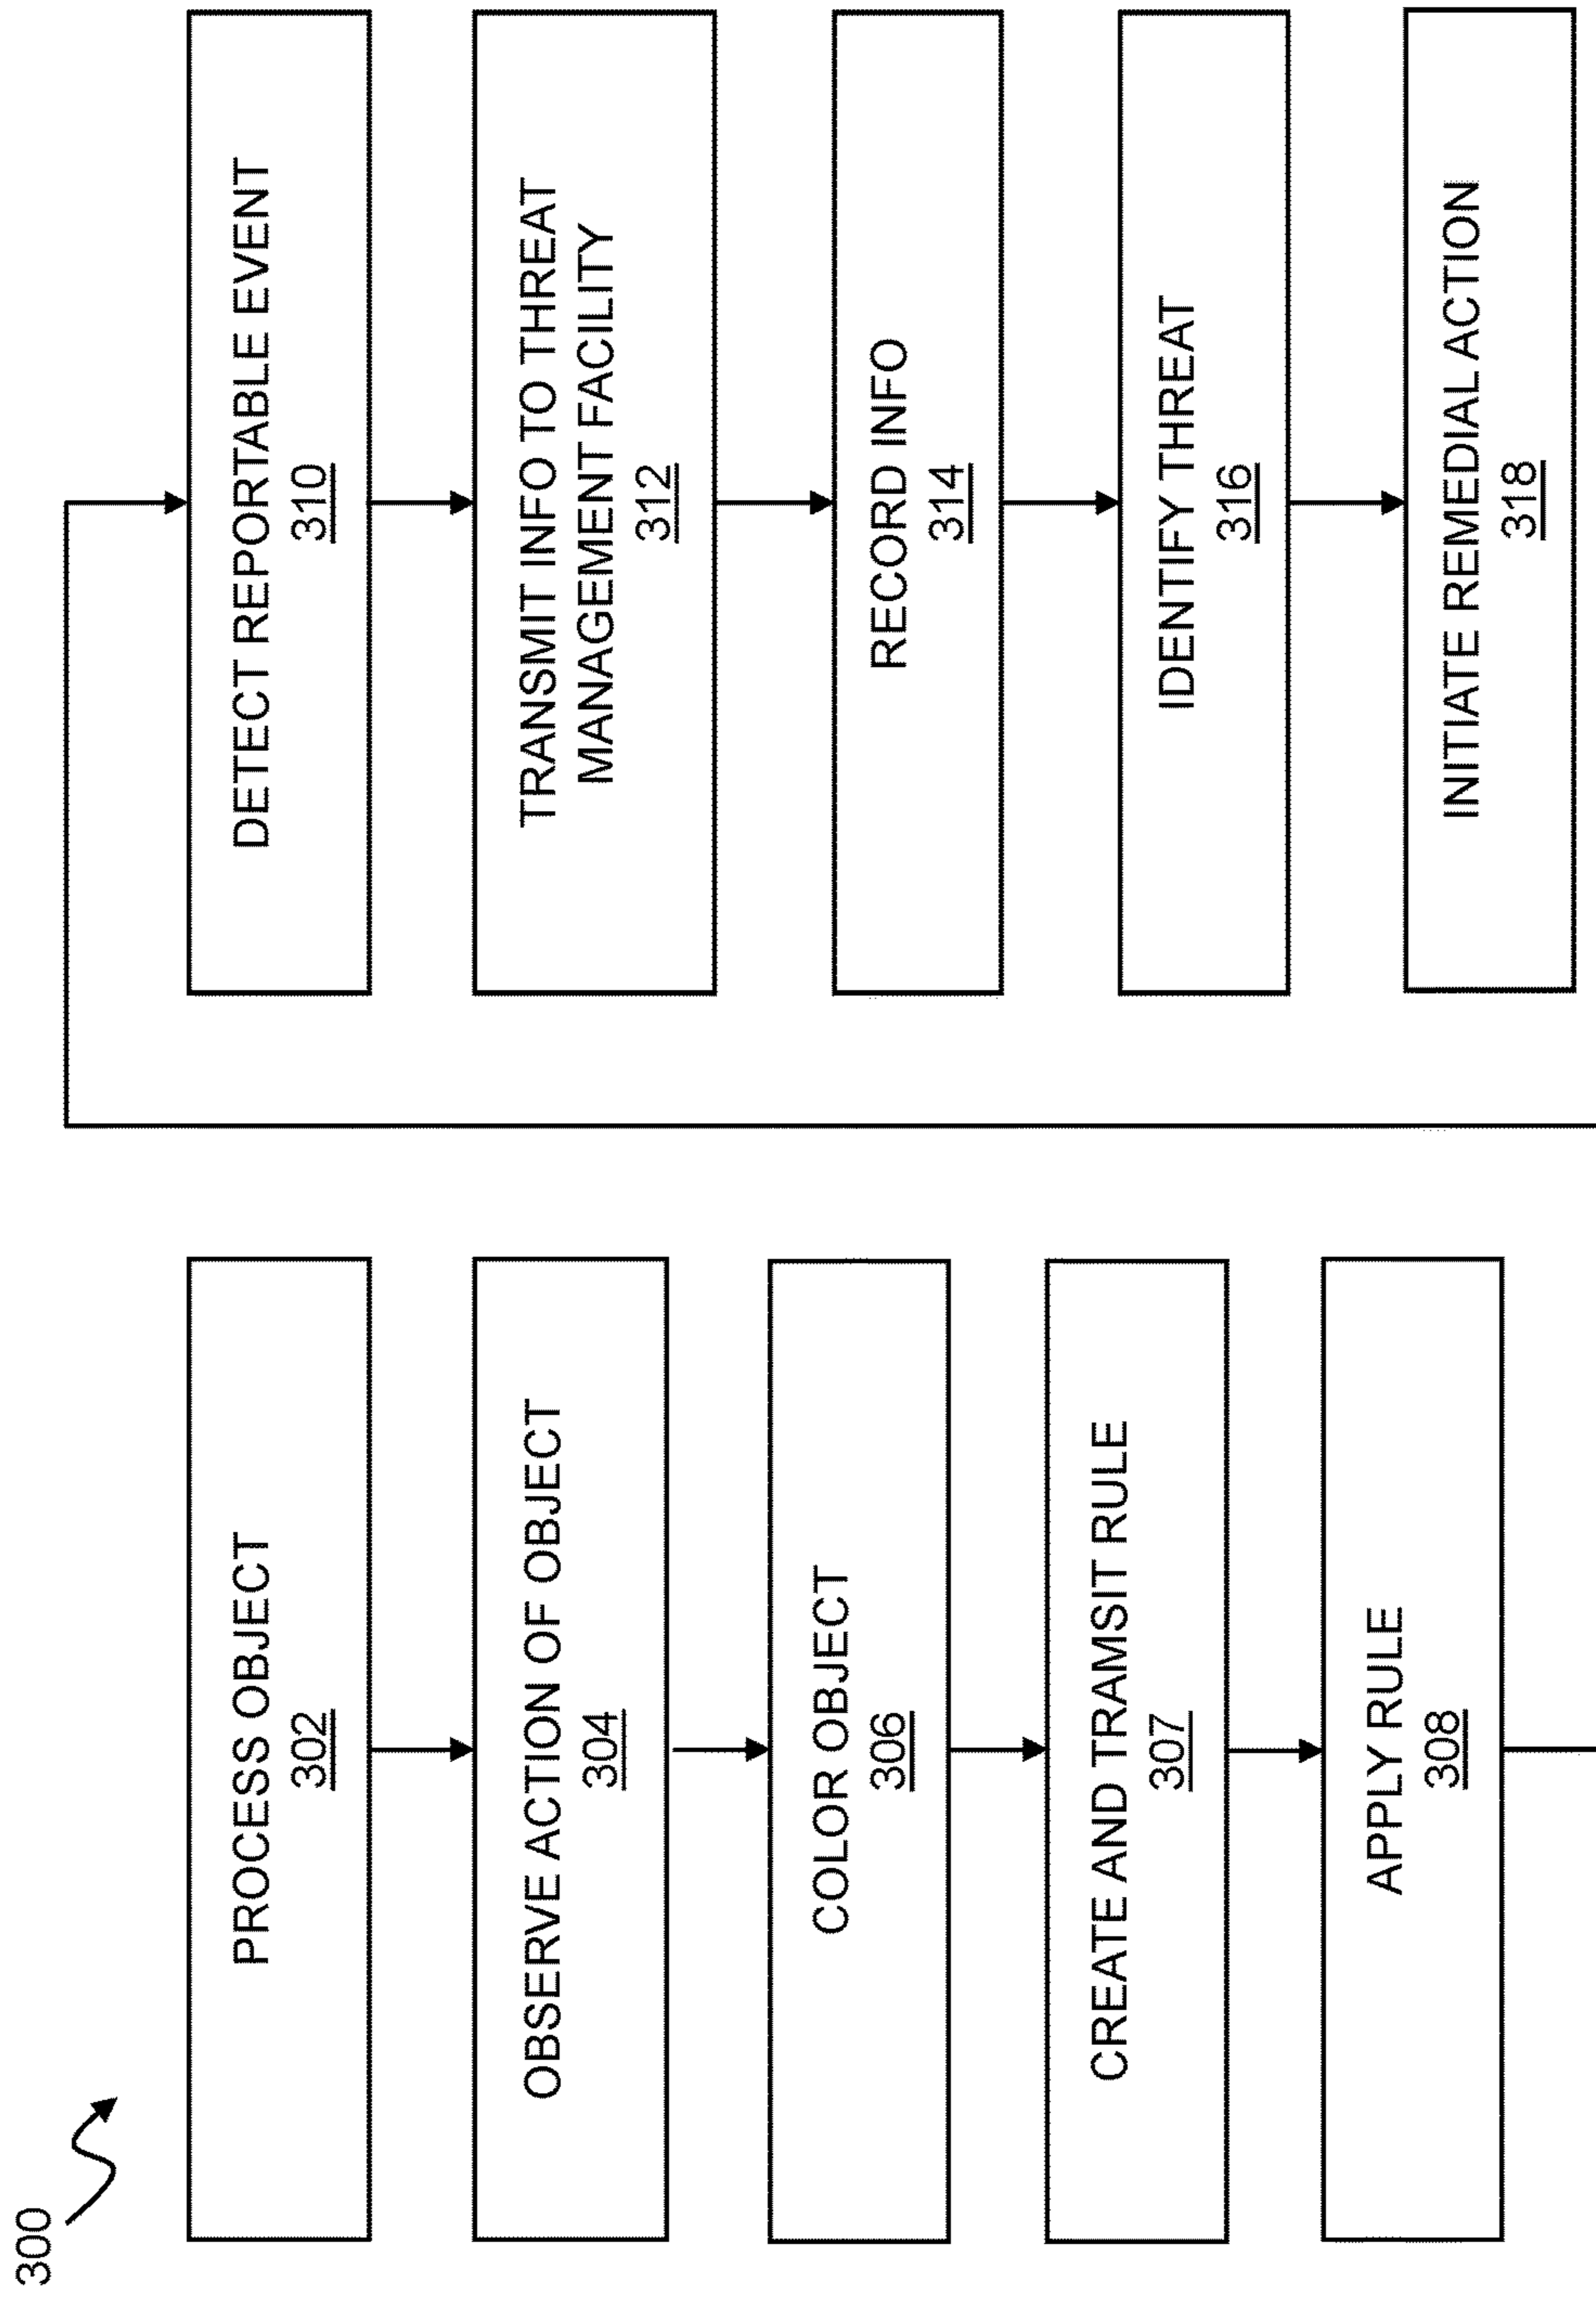 300
PROCESS OBJECT
302
OBSERVE ACTION OF OBJECT
304
COLOR OBJECT
306
CREATE AND TRAMSIT RULE
307
APPLY RULE
308
DETECT REPORTABLE EVENT
310
TRANSMIT INFO TO THREAT
MANAGEMENT FACILITY
312
RECORD INFO
314
IDENTIFY THREAT
316
INITIATE REMEDIAL ACTION
318